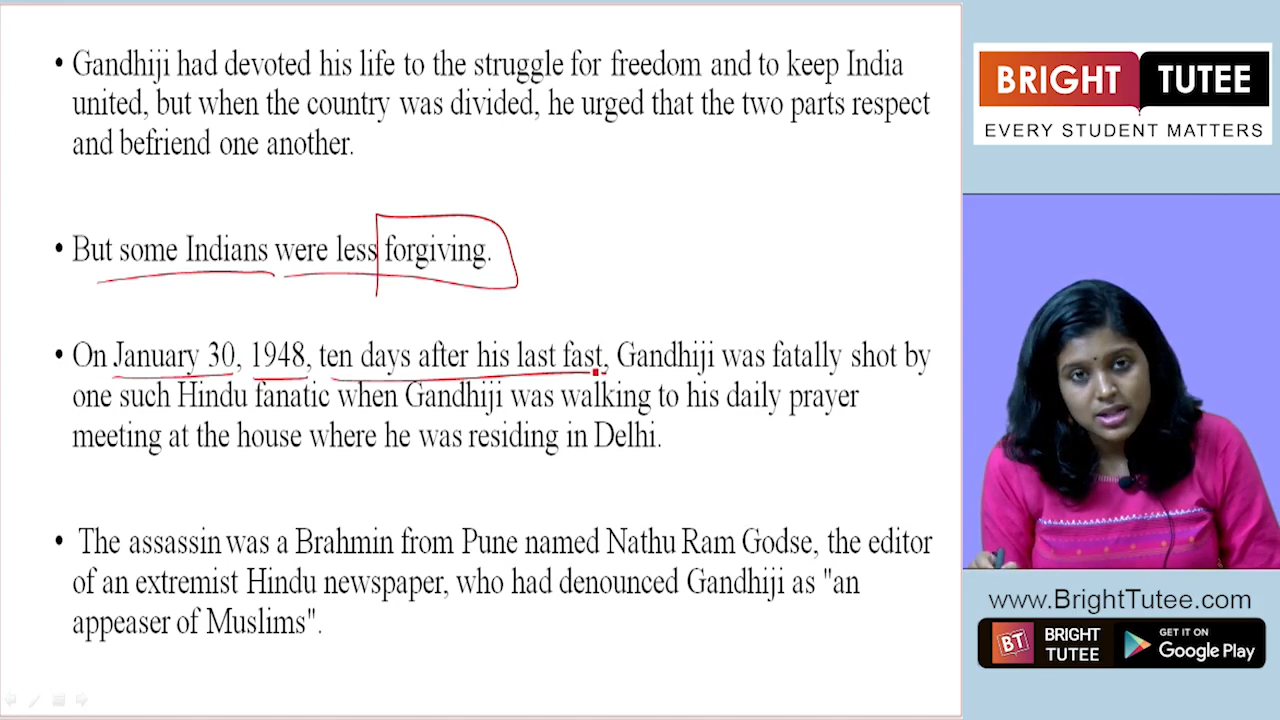 • Gandhiji had devoted his life to the struggle for freedom and to keep India
united, but when the country was divided, he urged that the two parts respect
and befriend one another.
• But some Indians were less forgiving.
• On January 30, 1948, ten days after his last fast, Gandhiji was fatally shot by
one such Hindu fanatic when Gandhiji was walking to his daily prayer
meeting at the house where he was residing in Delhi.
• The assassin was a Brahmin from Pune named Nathu Ram Godse, the editor
of an extremist Hindu newspaper, who had denounced Gandhiji as "an
appeaser of Muslims".
BRIGHT TUTEE
EVERY STUDENT MATTERS
www.BrightTutee.com
BT
BRIGHT
TUTEE
GET IT ON
Google Play